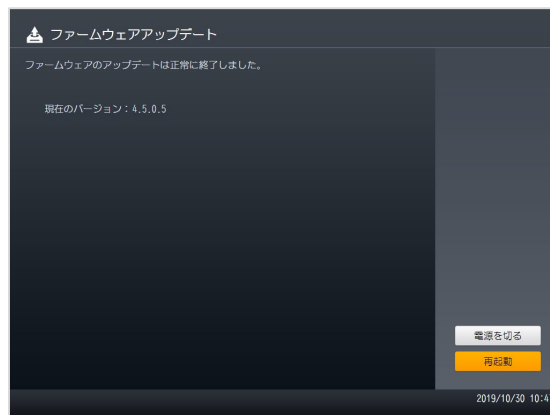 ファームウェアアップデート
ファームウェアのアップデートは正常に終了しました。
現在のバージョン：4.5.0.5
電源を切る
再起動
2019/10/30 10:4